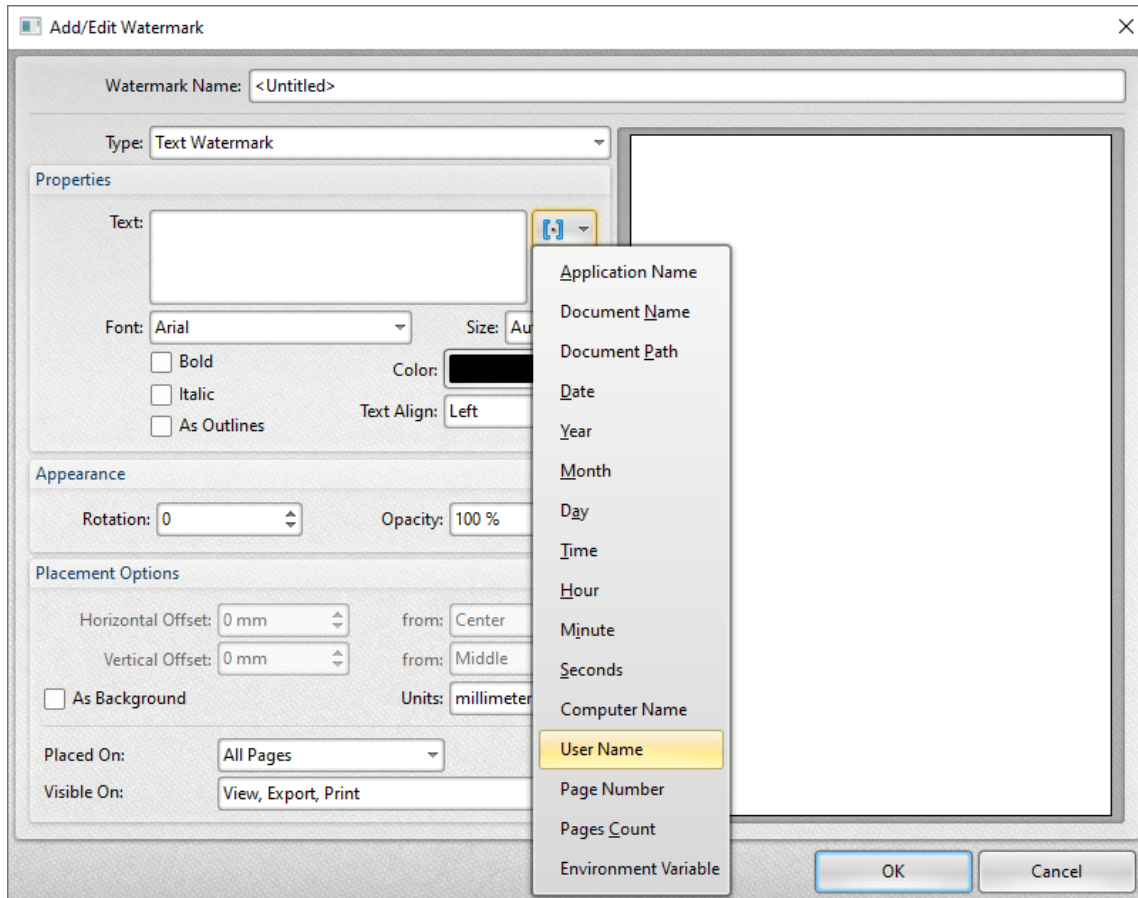 Add/Edit Watermark
Watermark Name: <Untitled>
Type: Text Watermark
Properties
Text:
Font: Arial
Size: Au
Bold
Italic
As Outlines
Color:
Text Align: Left
Appearance
Rotation: 0
Opacity: 100 %
Placement Options
Horizontal Offset: 0 mm
from: Center
Vertical Offset: 0 mm
from: Middle
As Background
Units: millimeter
Placed On: All Pages
Visible On: View, Export, Print
Application Name
Document Name
Document Path
Date
Year
Month
Day
Time
Hour
Minute
Seconds
Computer Name
User Name
Page Number
Pages Count
Environment Variable
OK
Cancel